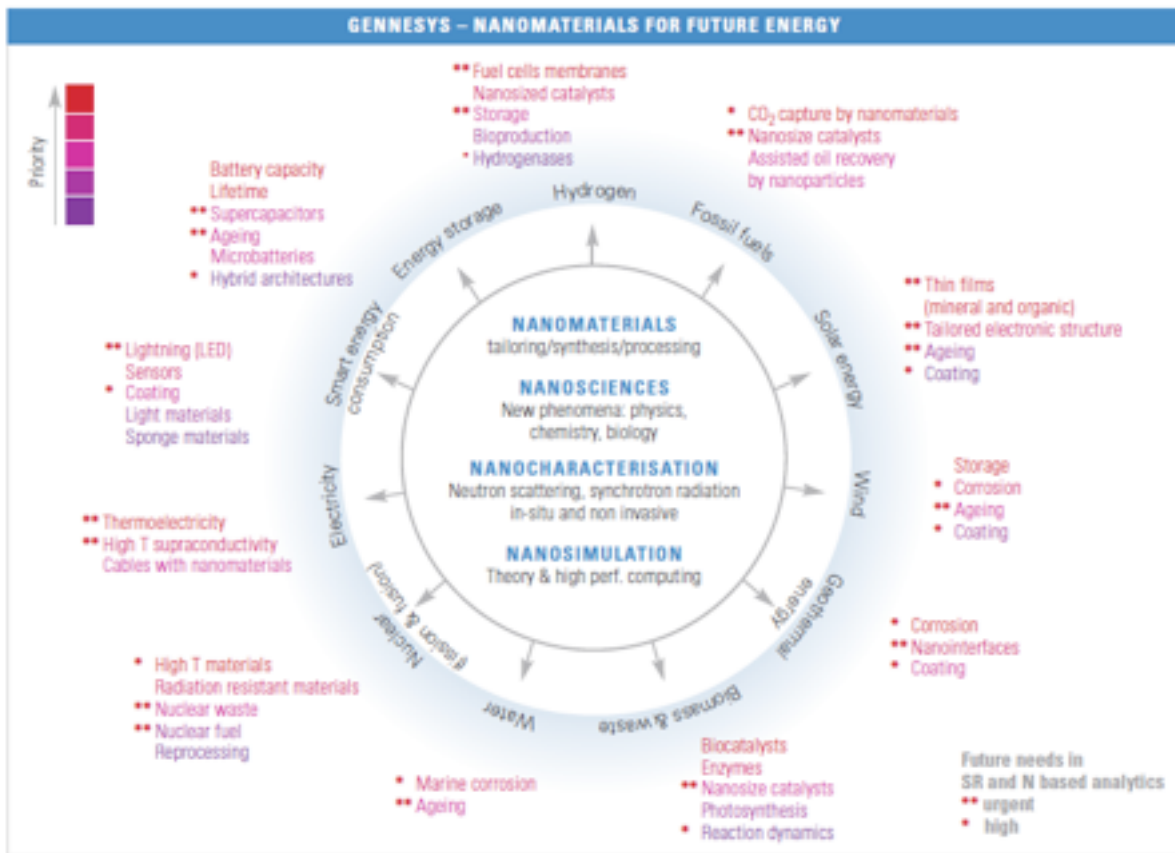 GENNESYS – NANOMATERIALS FOR FUTURE ENERGY
Priority
** Fuel cells membranes
Nanosized catalysts
** Storage
Bioproduction
* Hydrogenases
* CO₂ capture by nanomaterials
** Nanosize catalysts
Assisted oil recovery
by nanoparticles
Battery capacity
Lifetime
** Supercapacitors
** Ageing
Microbatteries
* Hybrid architectures
Hydrogen
Energy storage
Fossil fuels
** Thin films
(mineral and organic)
** Tailored electronic structure
** Ageing
* Coating
Smart energy
consumption
Solar energy
** Lightning (LED)
Sensors
* Coating
Light materials
Sponge materials
NANOMATERIALS
tailoring/synthesis/processing
NANOSCIENCES
New phenomena: physics,
chemistry, biology
NANOCHARACTERISATION
Neutron scattering, synchrotron radiation
in-situ and non invasive
NANOSIMULATION
Theory & high perf. computing
Electricity
Wind
Storage
* Corrosion
** Ageing
* Coating
** Thermoelectricity
** High T supraconductivity
Cables with nanomaterials
Nuclear
(fission & fusion)
Geothermal
energy
* Corrosion
** Nanointerfaces
* Coating
* High T materials
Radiation resistant materials
** Nuclear waste
** Nuclear fuel
Reprocessing
Water
Biomass & waste
* Marine corrosion
** Ageing
Biocatalysts
Enzymes
** Nanosize catalysts
Photosynthesis
* Reaction dynamics
Future needs in
SR and N based analytics
** urgent
* high